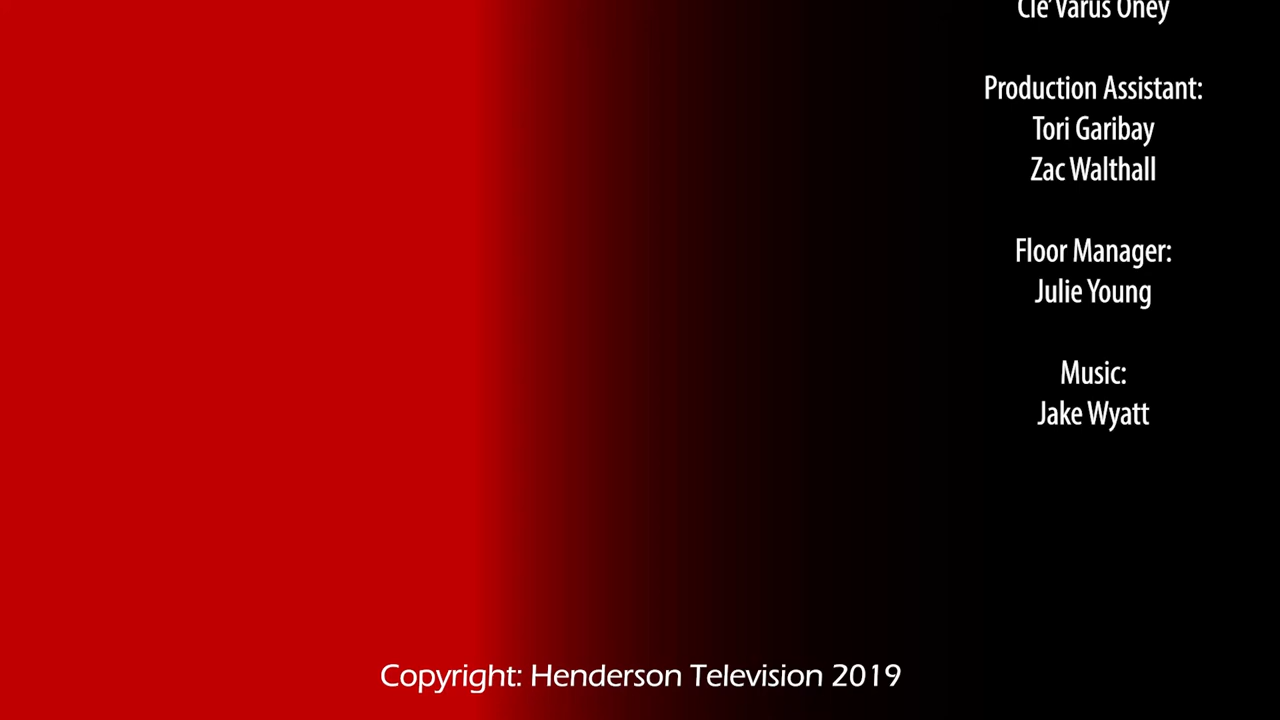 Cle' Varus Oney
Production Assistant:
Tori Garibay
Zac Walthall
Floor Manager:
Julie Young
Music:
Jake Wyatt
Copyright: Henderson Television 2019